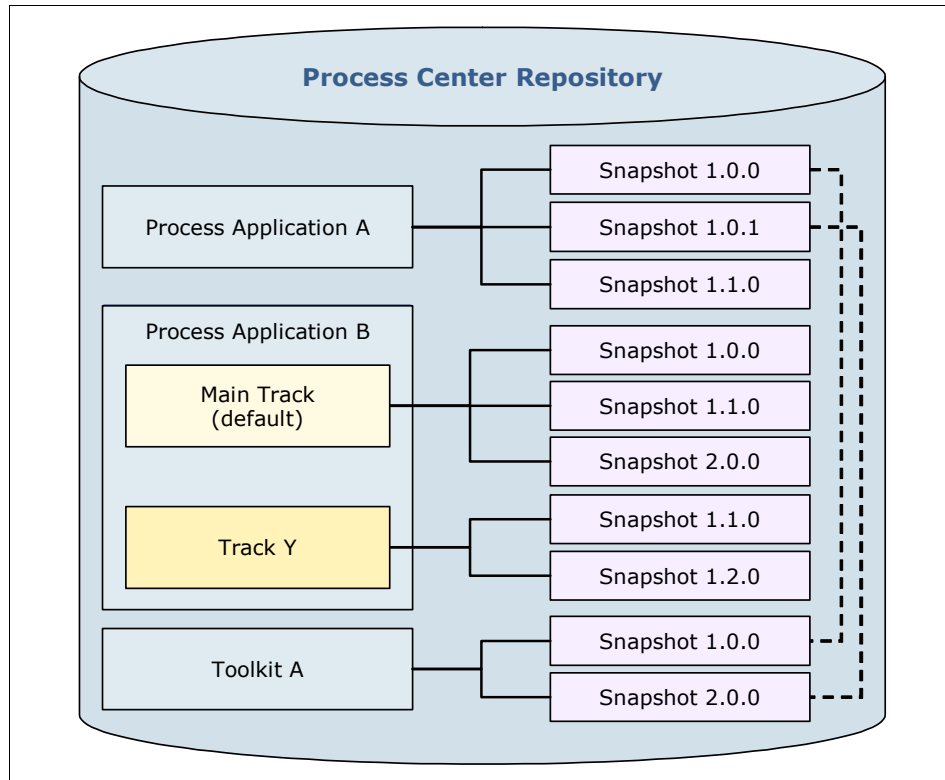 Process Center Repository
Process Application A
Snapshot 1.0.0
Snapshot 1.0.1
Snapshot 1.1.0
Process Application B
Main Track
(default)
Snapshot 1.0.0
Snapshot 1.1.0
Snapshot 2.0.0
Track Y
Snapshot 1.1.0
Snapshot 1.2.0
Toolkit A
Snapshot 1.0.0
Snapshot 2.0.0